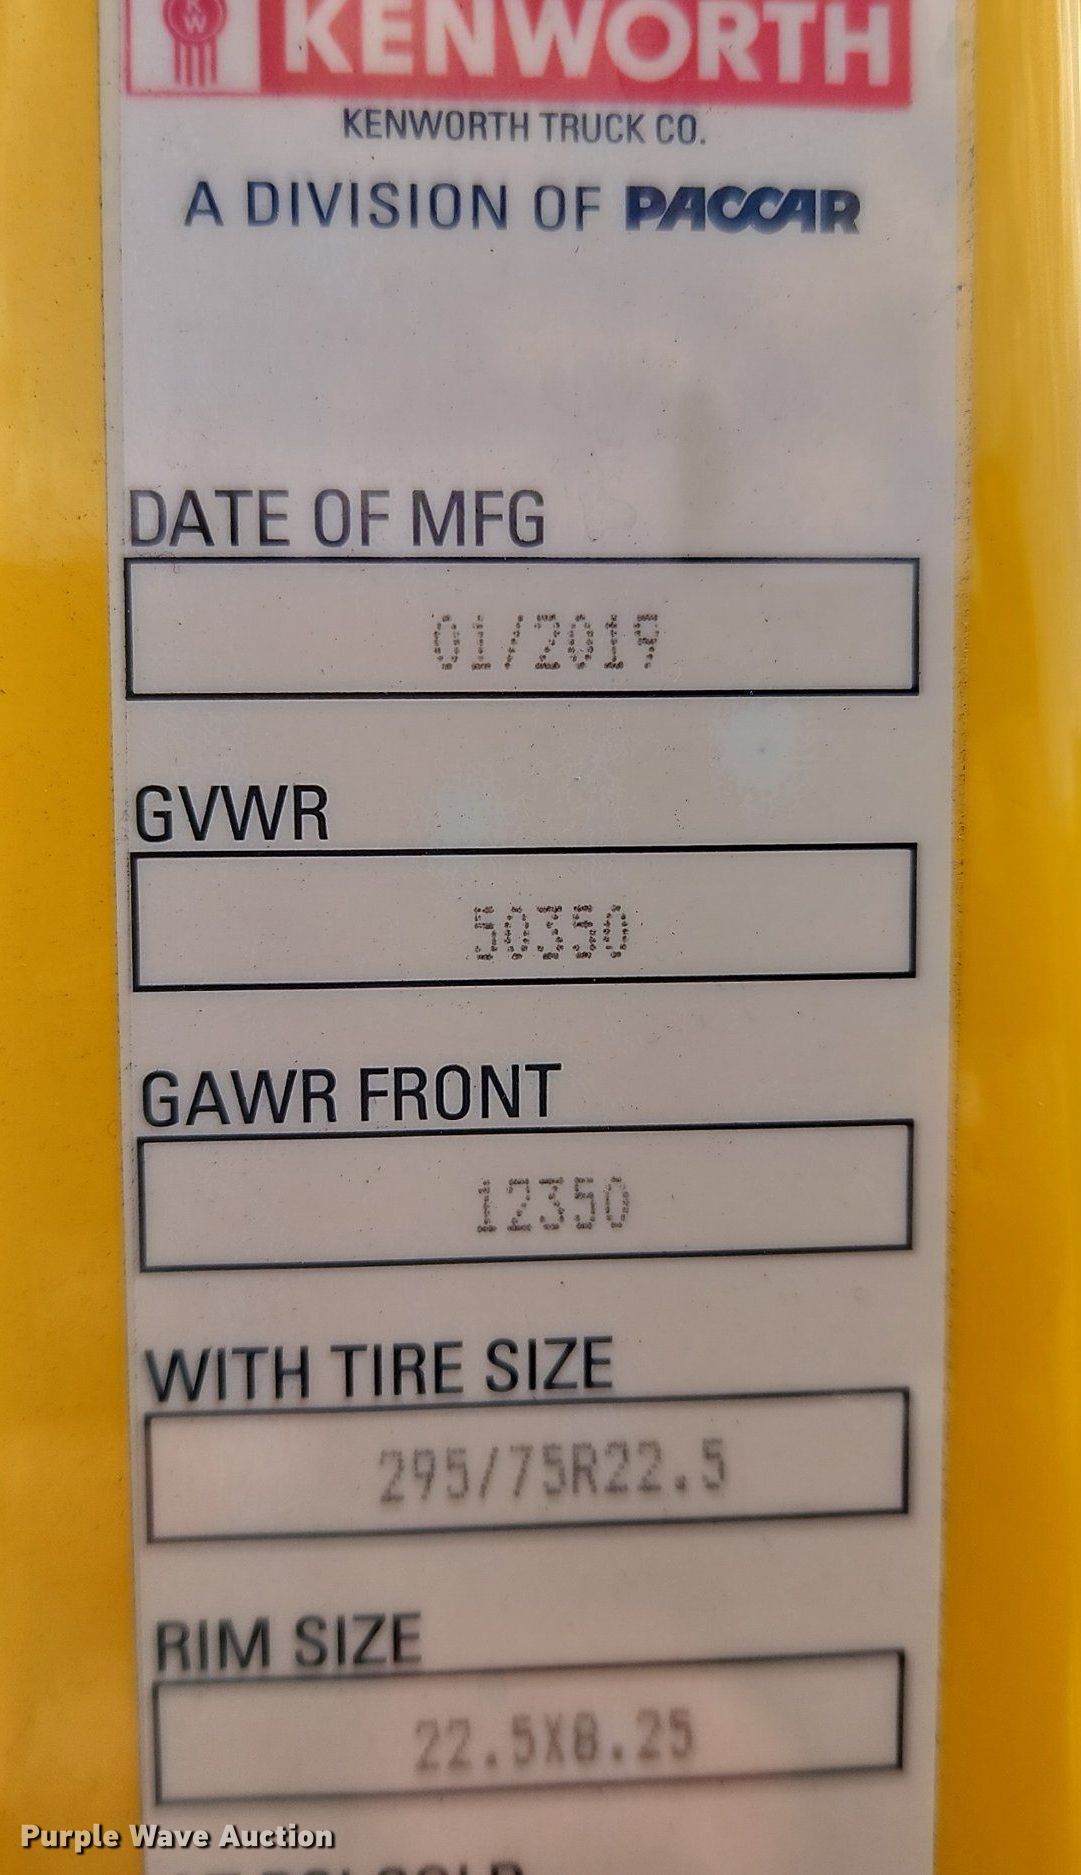 KW
KENWORTH
KENWORTH TRUCK CO.
A DIVISION OF PACCAR
DATE OF MFG
01/2019
GVWR
50350
GAWR FRONT
12350
WITH TIRE SIZE
295/75R22.5
RIM SIZE
22.5X8.25
Purple Wave Auction